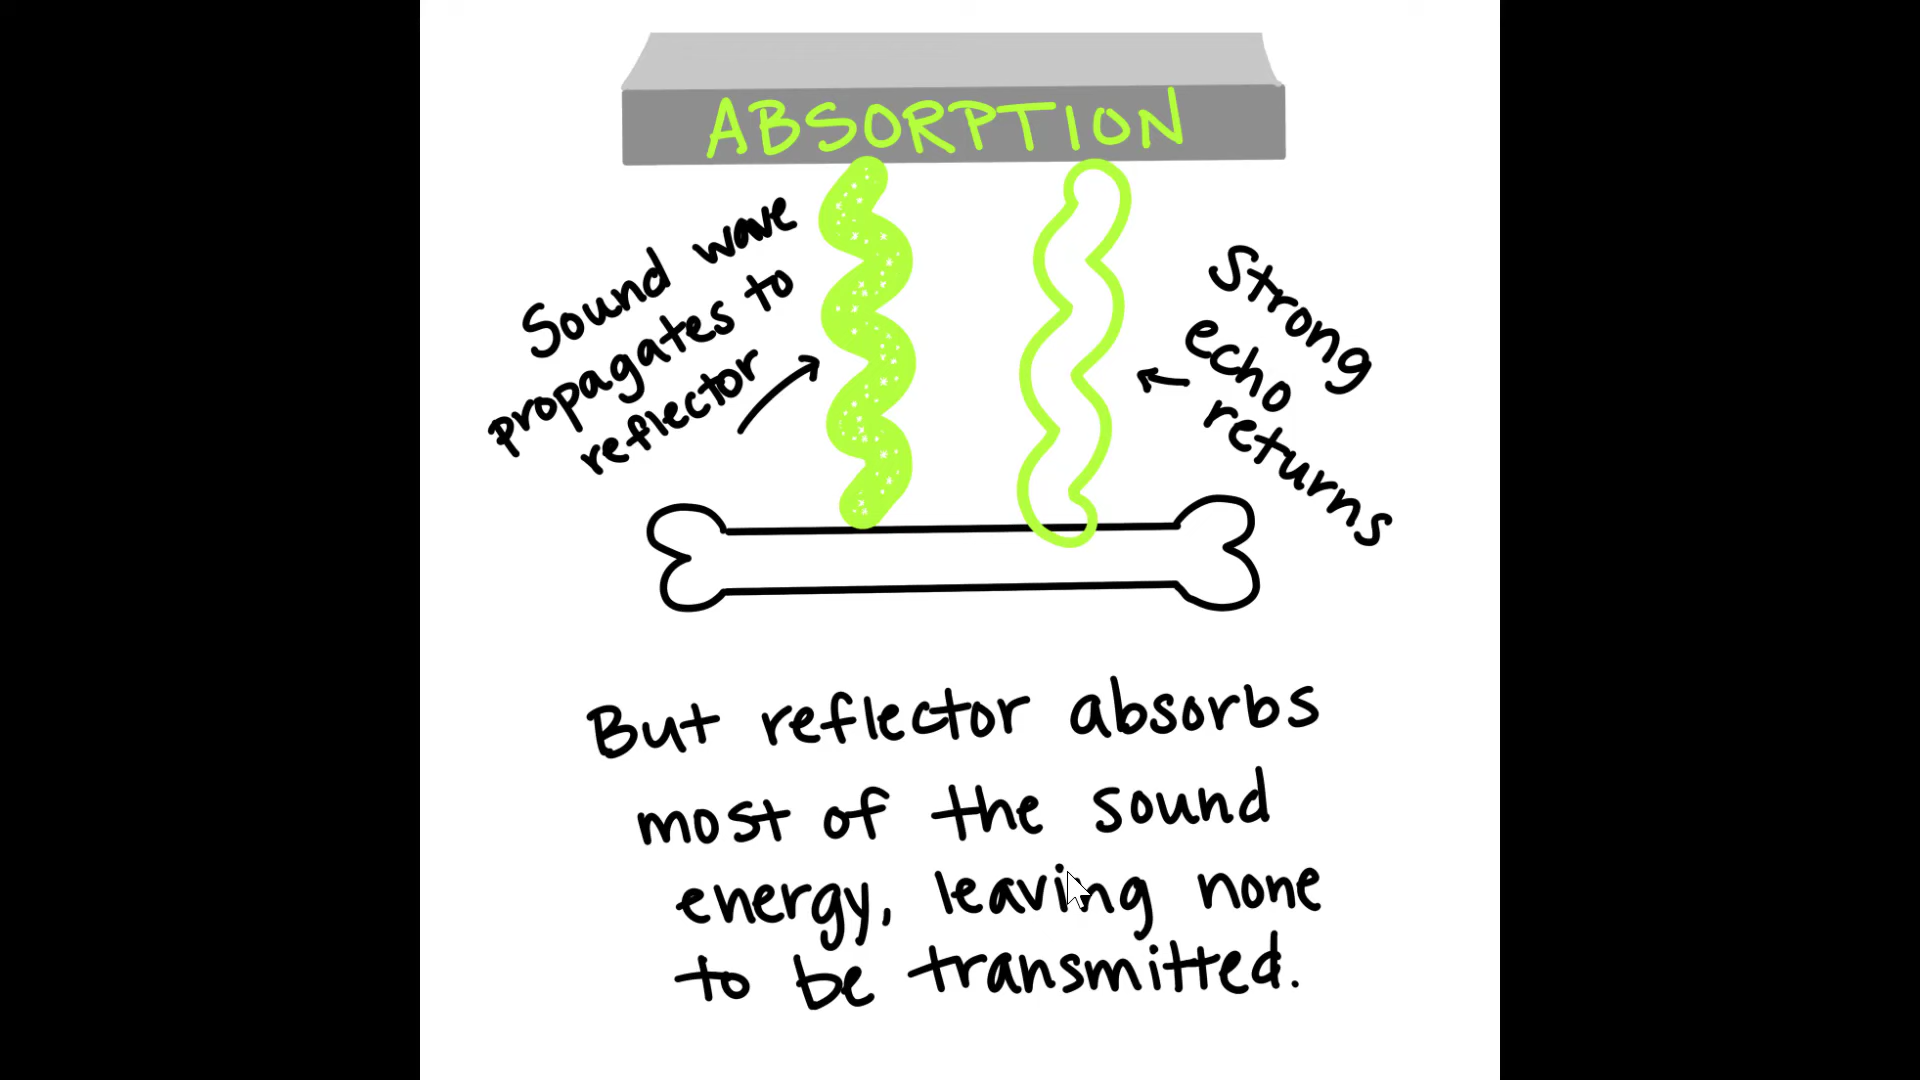 ABSORPTION
Sound wave
propagates to
reflector
Strong
echo
returns
But reflector absorbs
most of the sound
energy, leaving none
to be transmitted.